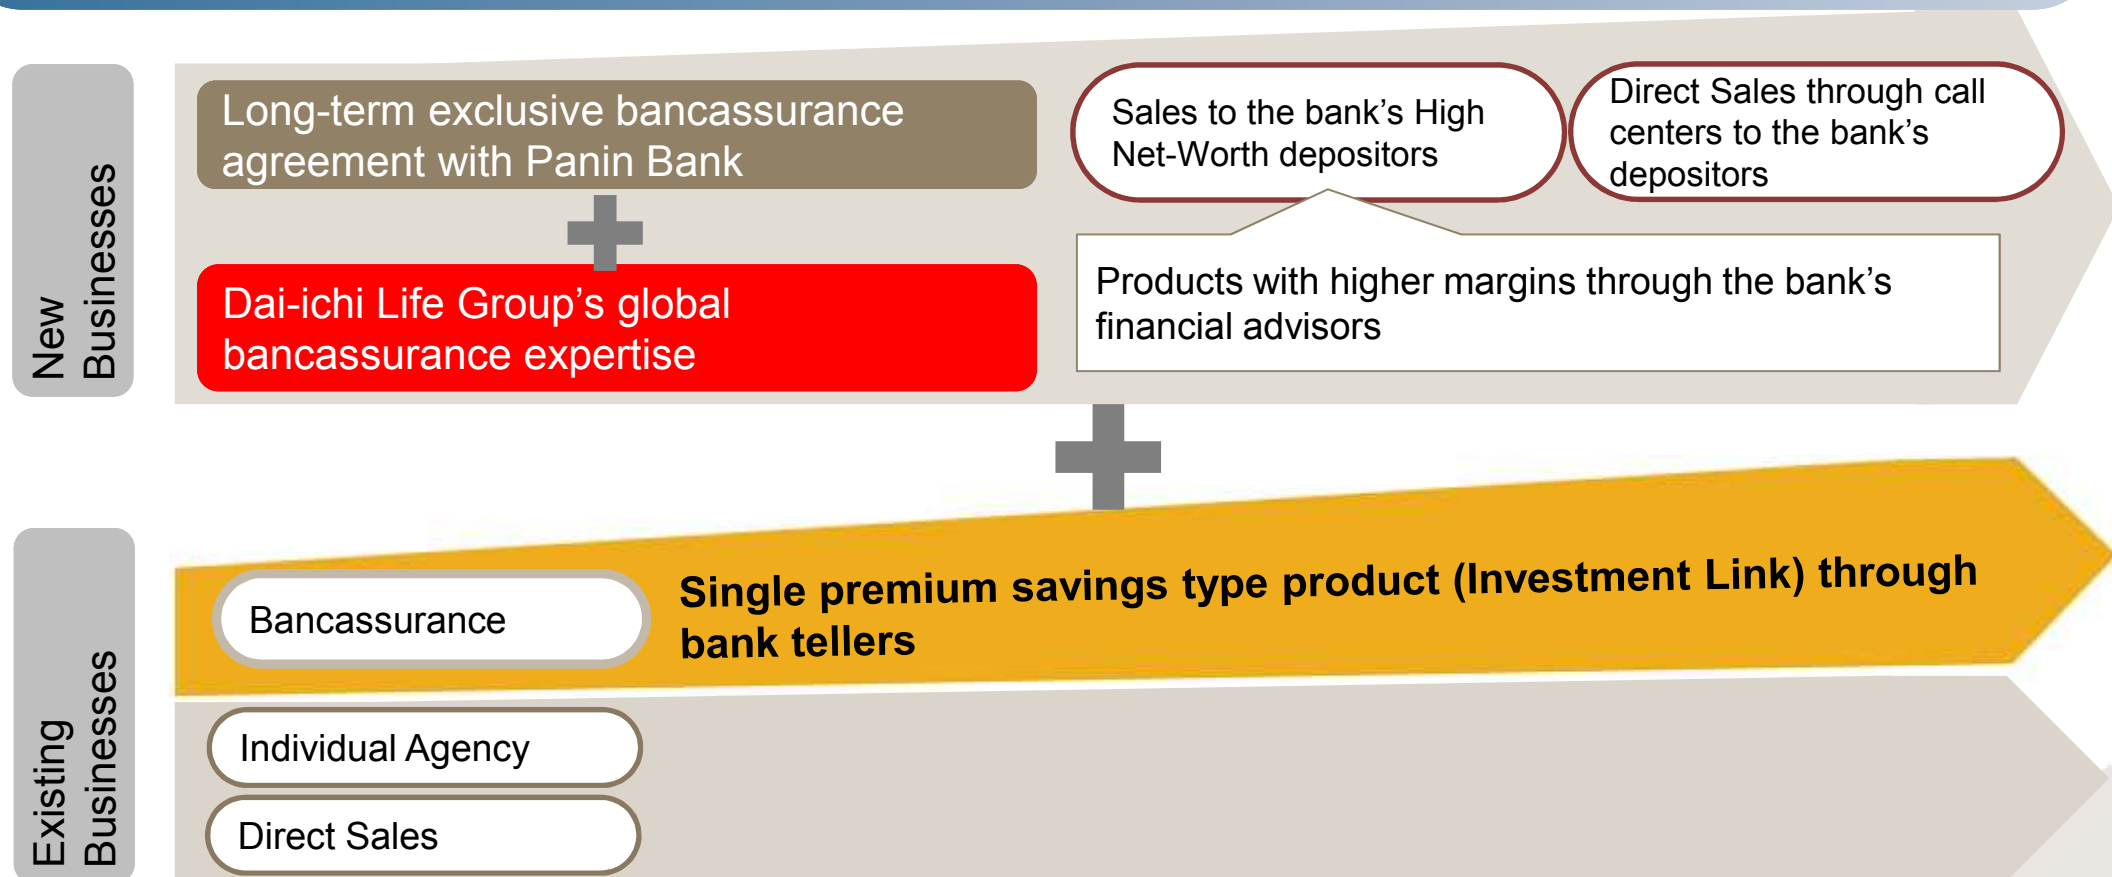 New
Businesses
Long-term exclusive bancassurance
agreement with Panin Bank
Dai-ichi Life Group’s global
bancassurance expertise
Sales to the bank’s High
Net-Worth depositors
Direct Sales through call
centers to the bank’s
depositors
Products with higher margins through the bank’s
financial advisors
Existing
Businesses
Bancassurance
Single premium savings type product (Investment Link) through
bank tellers
Individual Agency
Direct Sales